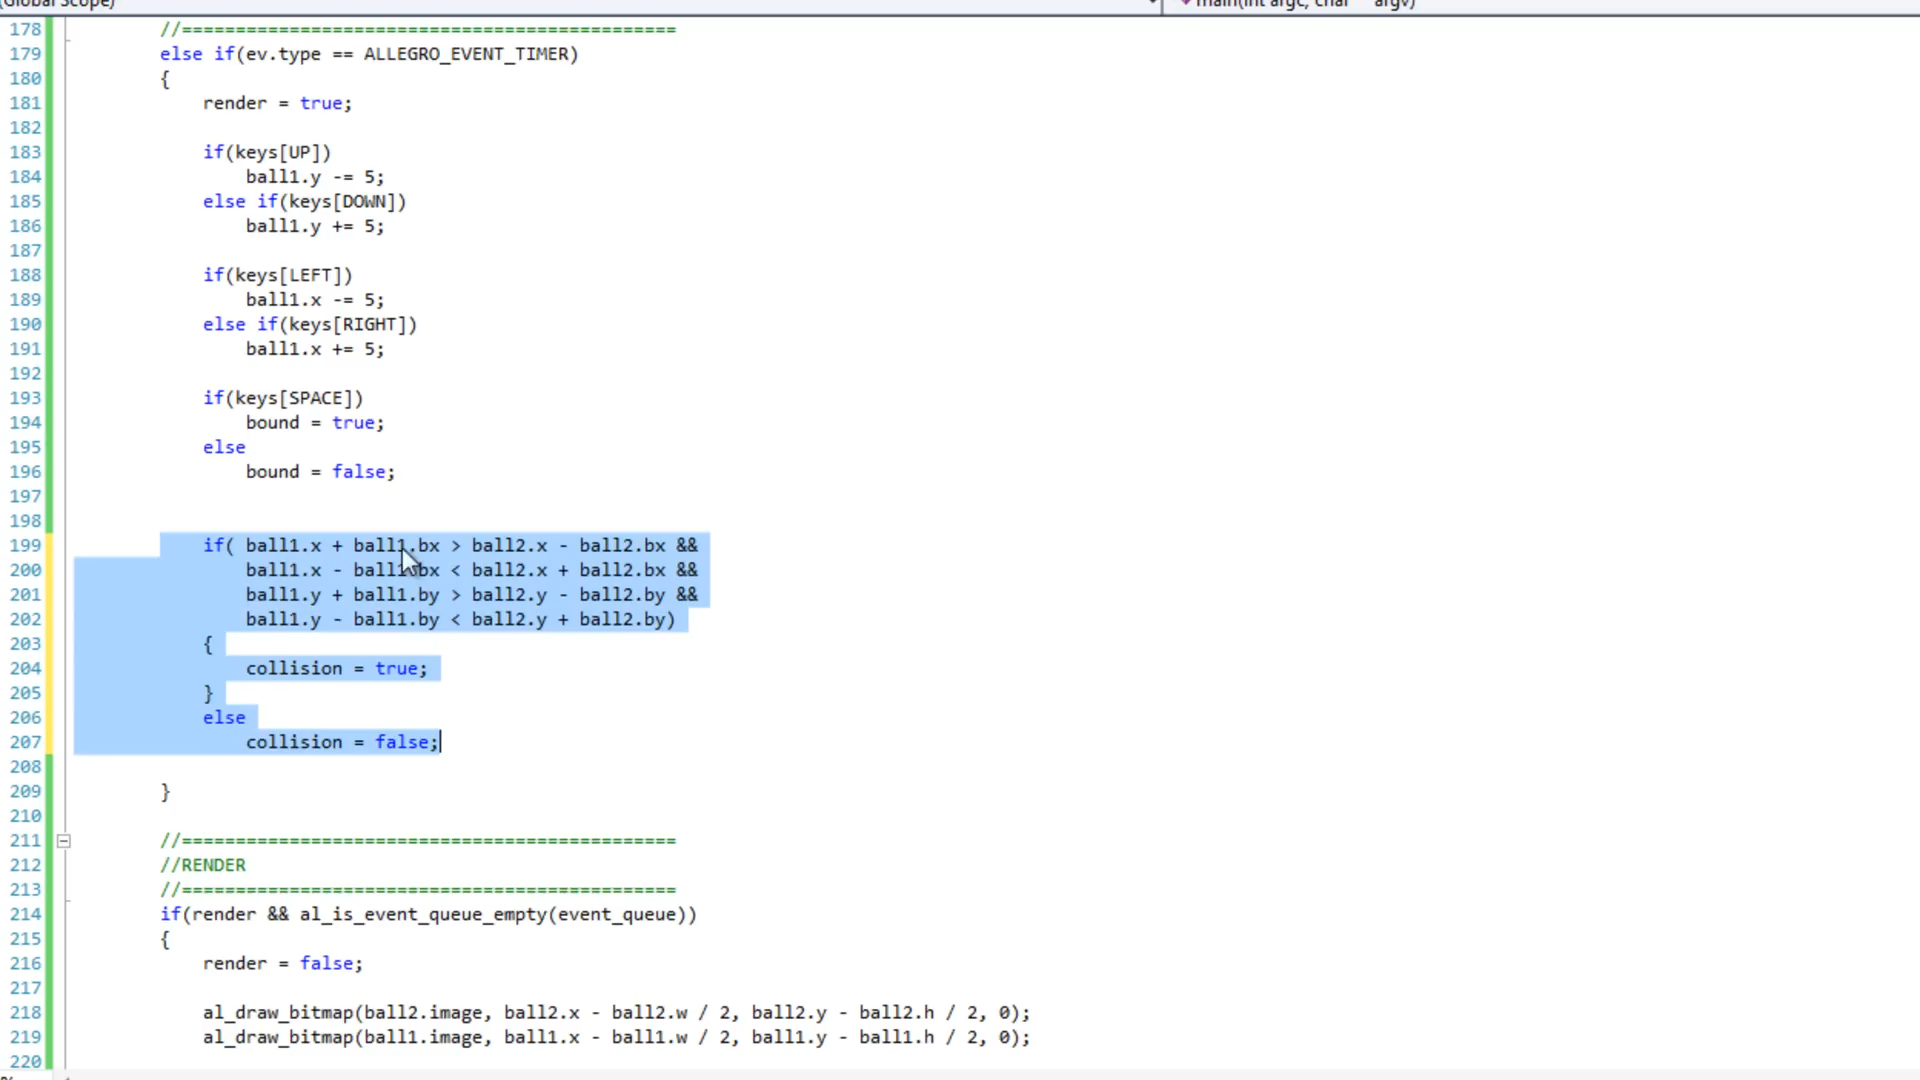 (Global Scope)
main(int argc, char argv)
178 //==============================================
179 else if(ev.type == ALLEGRO_EVENT_TIMER)
180 {
181 render = true;
182
183 if(keys[UP])
184 ball1.y -= 5;
185 else if(keys[DOWN])
186 ball1.y += 5;
187
188 if(keys[LEFT])
189 ball1.x -= 5;
190 else if(keys[RIGHT])
191 ball1.x += 5;
192
193 if(keys[SPACE])
194 bound = true;
195 else
196 bound = false;
197
198
199 if( ball1.x + ball1.bx > ball2.x - ball2.bx &&
200 ball1.x - ball1.bx < ball2.x + ball2.bx &&
201 ball1.y + ball1.by > ball2.y - ball2.by &&
202 ball1.y - ball1.by < ball2.y + ball2.by)
203 {
204 collision = true;
205 }
206 else
207 collision = false;
208
209 }
210
211 //==============================================
212 //RENDER
213 //==============================================
214 if(render && al_is_event_queue_empty(event_queue))
215 {
216 render = false;
217
218 al_draw_bitmap(ball2.image, ball2.x - ball2.w / 2, ball2.y - ball2.h / 2, 0);
219 al_draw_bitmap(ball1.image, ball1.x - ball1.w / 2, ball1.y - ball1.h / 2, 0);
220